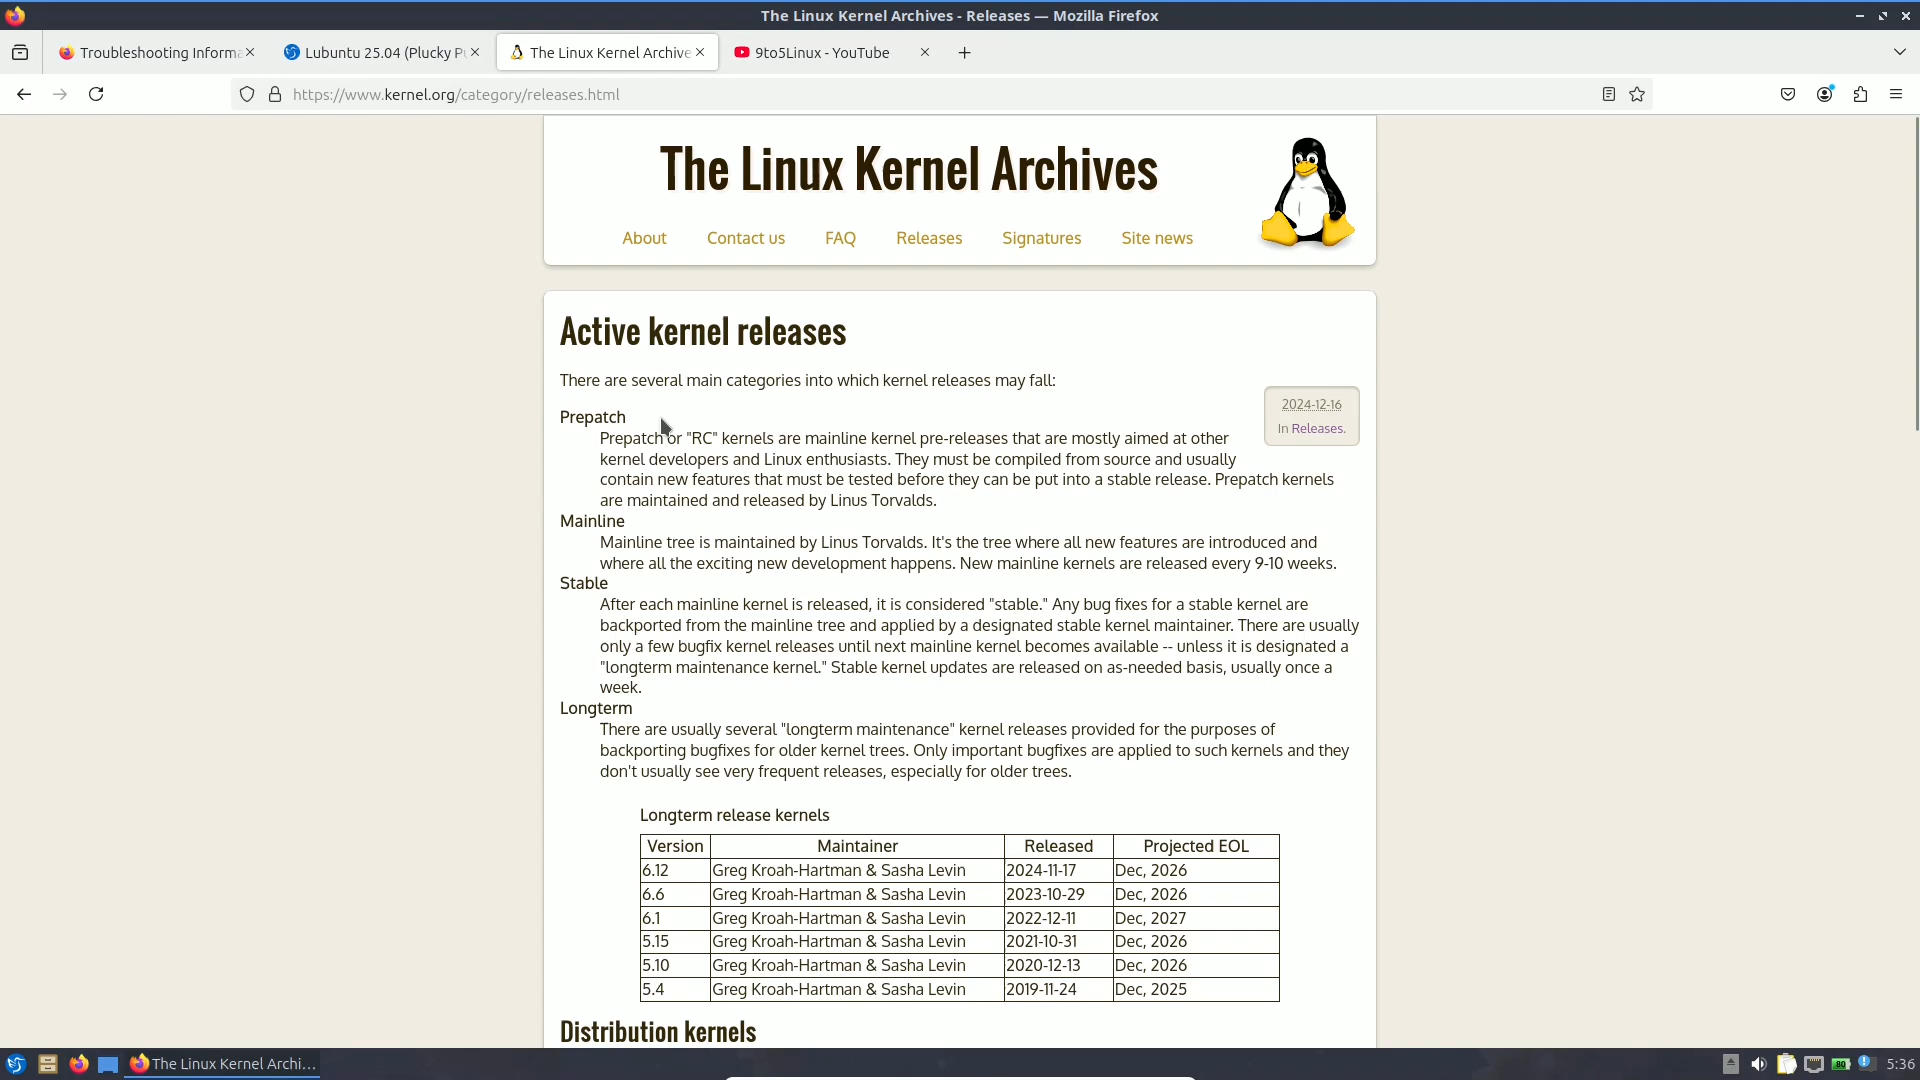 The Linux Kernel Archives - Releases — Mozilla Firefox
Troubleshooting Informa
Lubuntu 25.04 (Plucky P
The Linux Kernel Archive
9to5Linux - YouTube
https://www.kernel.org/category/releases.html
The Linux Kernel Archives
About Contact us FAQ Releases Signatures Site news
Active kernel releases
There are several main categories into which kernel releases may fall:
2024-12-16
In Releases.
Prepatch
Prepatch or "RC" kernels are mainline kernel pre-releases that are mostly aimed at other
kernel developers and Linux enthusiasts. They must be compiled from source and usually
contain new features that must be tested before they can be put into a stable release. Prepatch kernels
are maintained and released by Linus Torvalds.
Mainline
Mainline tree is maintained by Linus Torvalds. It's the tree where all new features are introduced and
where all the exciting new development happens. New mainline kernels are released every 9-10 weeks.
Stable
After each mainline kernel is released, it is considered "stable." Any bug fixes for a stable kernel are
backported from the mainline tree and applied by a designated stable kernel maintainer. There are usually
only a few bugfix kernel releases until next mainline kernel becomes available -- unless it is designated a
"longterm maintenance kernel." Stable kernel updates are released on as-needed basis, usually once a
week.
Longterm
There are usually several "longterm maintenance" kernel releases provided for the purposes of
backporting bugfixes for older kernel trees. Only important bugfixes are applied to such kernels and they
don't usually see very frequent releases, especially for older trees.
Longterm release kernels
Version Maintainer Released Projected EOL
6.12 Greg Kroah-Hartman & Sasha Levin 2024-11-17 Dec, 2026
6.6 Greg Kroah-Hartman & Sasha Levin 2023-10-29 Dec, 2026
6.1 Greg Kroah-Hartman & Sasha Levin 2022-12-11 Dec, 2027
5.15 Greg Kroah-Hartman & Sasha Levin 2021-10-31 Dec, 2026
5.10 Greg Kroah-Hartman & Sasha Levin 2020-12-13 Dec, 2026
5.4 Greg Kroah-Hartman & Sasha Levin 2019-11-24 Dec, 2025
Distribution kernels
The Linux Kernel Archi...
80
5:36